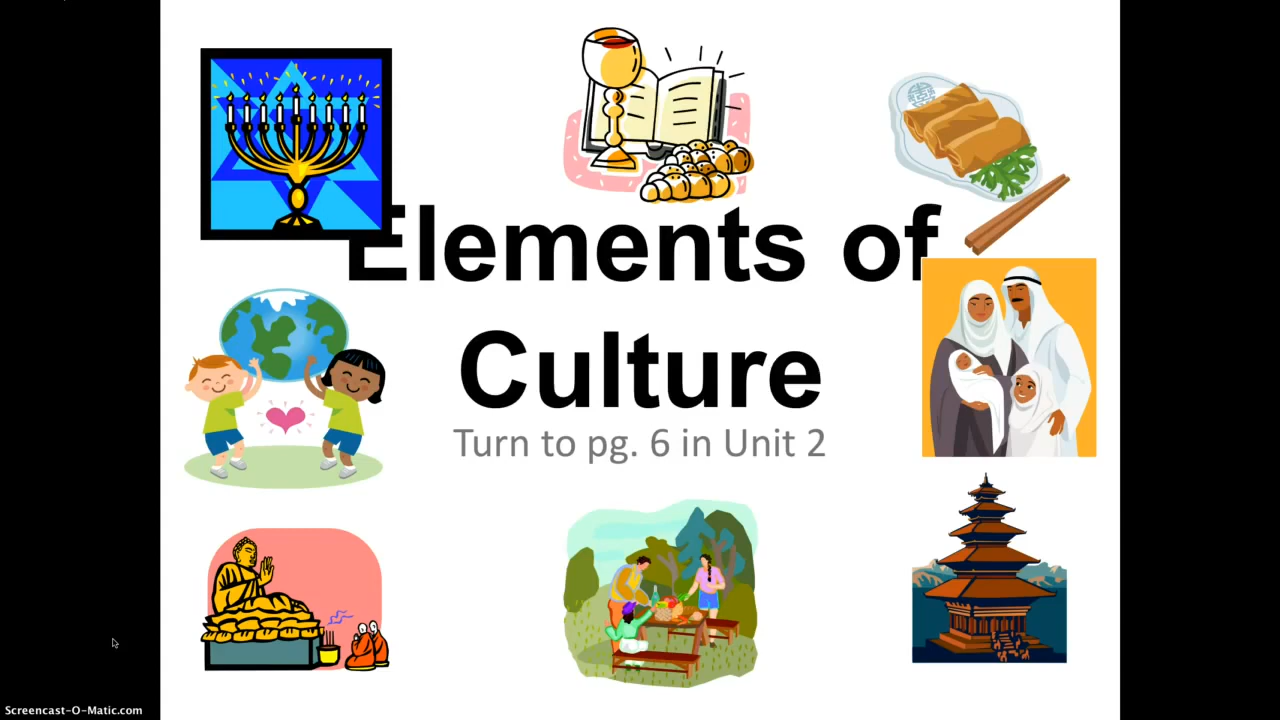 Elements of
Culture
Turn to pg. 6 in Unit 2
Screencast-O-Matic.com